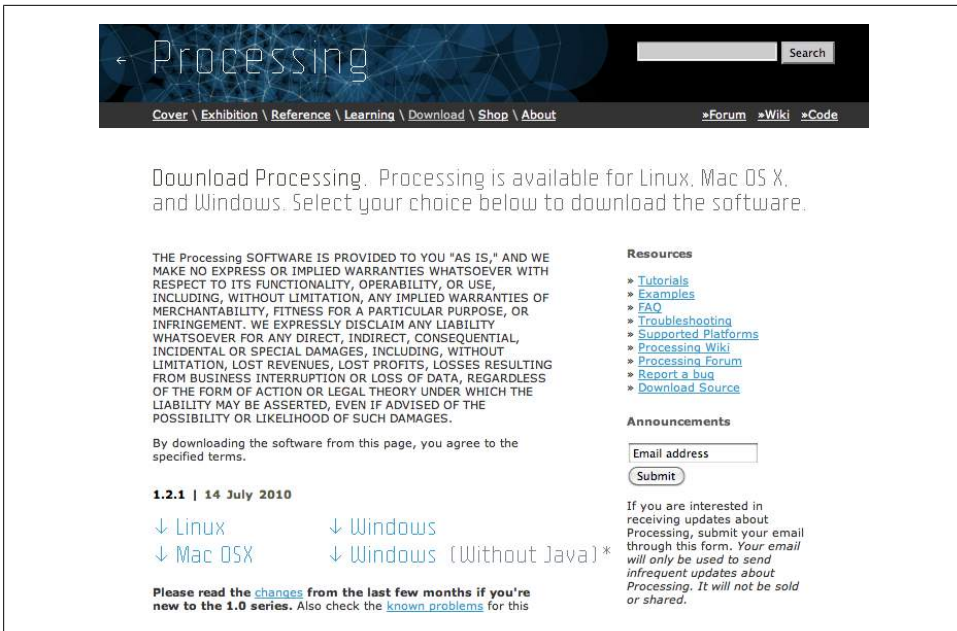 ← Processing
Search
Cover \ Exhibition \ Reference \ Learning \ Download \ Shop \ About
»Forum »Wiki »Code
Download Processing. Processing is available for Linux, Mac OS X,
and Windows. Select your choice below to download the software.
THE Processing SOFTWARE IS PROVIDED TO YOU "AS IS," AND WE
MAKE NO EXPRESS OR IMPLIED WARRANTIES WHATSOEVER WITH
RESPECT TO ITS FUNCTIONALITY, OPERABILITY, OR USE,
INCLUDING, WITHOUT LIMITATION, ANY IMPLIED WARRANTIES OF
MERCHANTABILITY, FITNESS FOR A PARTICULAR PURPOSE, OR
INFRINGEMENT. WE EXPRESSLY DISCLAIM ANY LIABILITY
WHATSOEVER FOR ANY DIRECT, INDIRECT, CONSEQUENTIAL,
INCIDENTAL OR SPECIAL DAMAGES, INCLUDING, WITHOUT
LIMITATION, LOST REVENUES, LOST PROFITS, LOSSES RESULTING
FROM BUSINESS INTERRUPTION OR LOSS OF DATA, REGARDLESS
OF THE FORM OF ACTION OR LEGAL THEORY UNDER WHICH THE
LIABILITY MAY BE ASSERTED, EVEN IF ADVISED OF THE
POSSIBILITY OR LIKELIHOOD OF SUCH DAMAGES.
By downloading the software from this page, you agree to the
specified terms.
1.2.1 | 14 July 2010
↓ Linux
↓ Windows
↓ Mac OSX
↓ Windows (Without Java)*
Please read the changes from the last few months if you're
new to the 1.0 series. Also check the known problems for this
Resources
» Tutorials
» Examples
» FAQ
» Troubleshooting
» Supported Platforms
» Processing Wiki
» Processing Forum
» Report a bug
» Download Source
Announcements
Email address
Submit
If you are interested in
receiving updates about
Processing, submit your email
through this form. Your email
will only be used to send
infrequent updates about
Processing. It will not be sold
or shared.